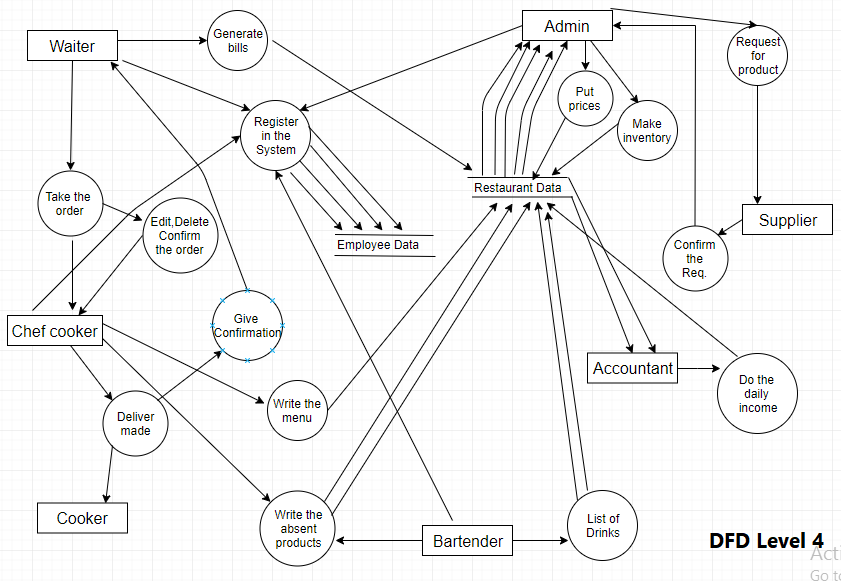 Waiter
Generate
bills
Admin
Request
for
product
Put
prices
Register
in the
System
Make
inventory
Take the
order
Edit,Delete
Confirm
the order
Restaurant Data
Supplier
Employee Data
Confirm
the
Req.
Chef cooker
Give
Confirmation
Accountant
Do the
daily
income
Write the
menu
Deliver
made
Cooker
Write the
absent
products
Bartender
List of
Drinks
DFD Level 4
Acti
Go to